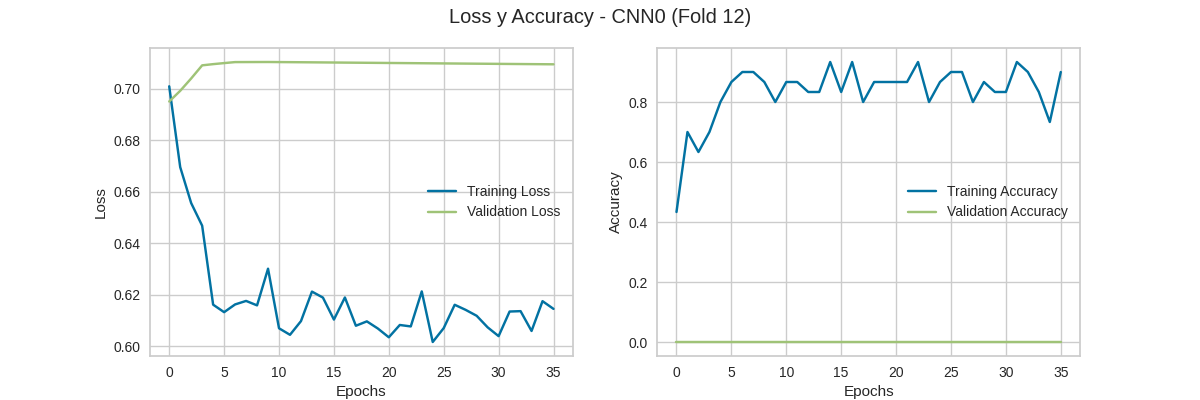 Loss y Accuracy - CNN0 (Fold 12)
Loss
0.70
0.68
0.66
0.64
0.62
0.60
Training Loss
Validation Loss
0 5 10 15 20 25 30 35
Epochs
Accuracy
0.8
0.6
0.4
0.2
0.0
Training Accuracy
Validation Accuracy
0 5 10 15 20 25 30 35
Epochs